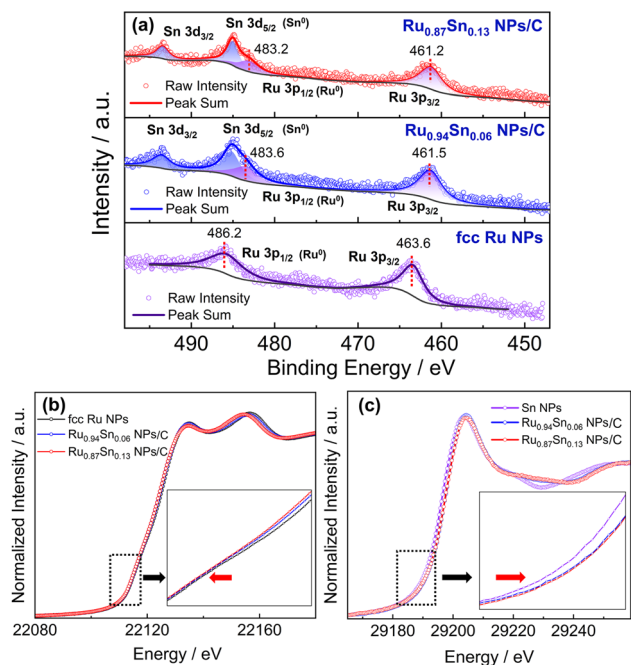 (a)
Ru0.87Sn0.13 NPs/C
Sn 3d3/2
Sn 3d5/2 (Sn0)
483.2
461.2
Raw Intensity
Peak Sum
Ru 3p1/2 (Ru0)
Ru 3p3/2
Ru0.94Sn0.06 NPs/C
Sn 3d3/2
Sn 3d5/2 (Sn0)
483.6
461.5
Raw Intensity
Peak Sum
Ru 3p1/2 (Ru0)
Ru 3p3/2
fcc Ru NPs
486.2
Ru 3p1/2 (Ru0)
Ru 3p3/2
463.6
Raw Intensity
Peak Sum
Intensity / a.u.
490 480 470 460 450
Binding Energy / eV
(b)
fcc Ru NPs
Ru0.94Sn0.06 NPs/C
Ru0.87Sn0.13 NPs/C
Normalized Intensity / a.u.
22080 22120 22160
Energy / eV
(c)
Sn NPs
Ru0.94Sn0.06 NPs/C
Ru0.87Sn0.13 NPs/C
Normalized Intensity / a.u.
29190 29200 29220 29240
Energy / eV